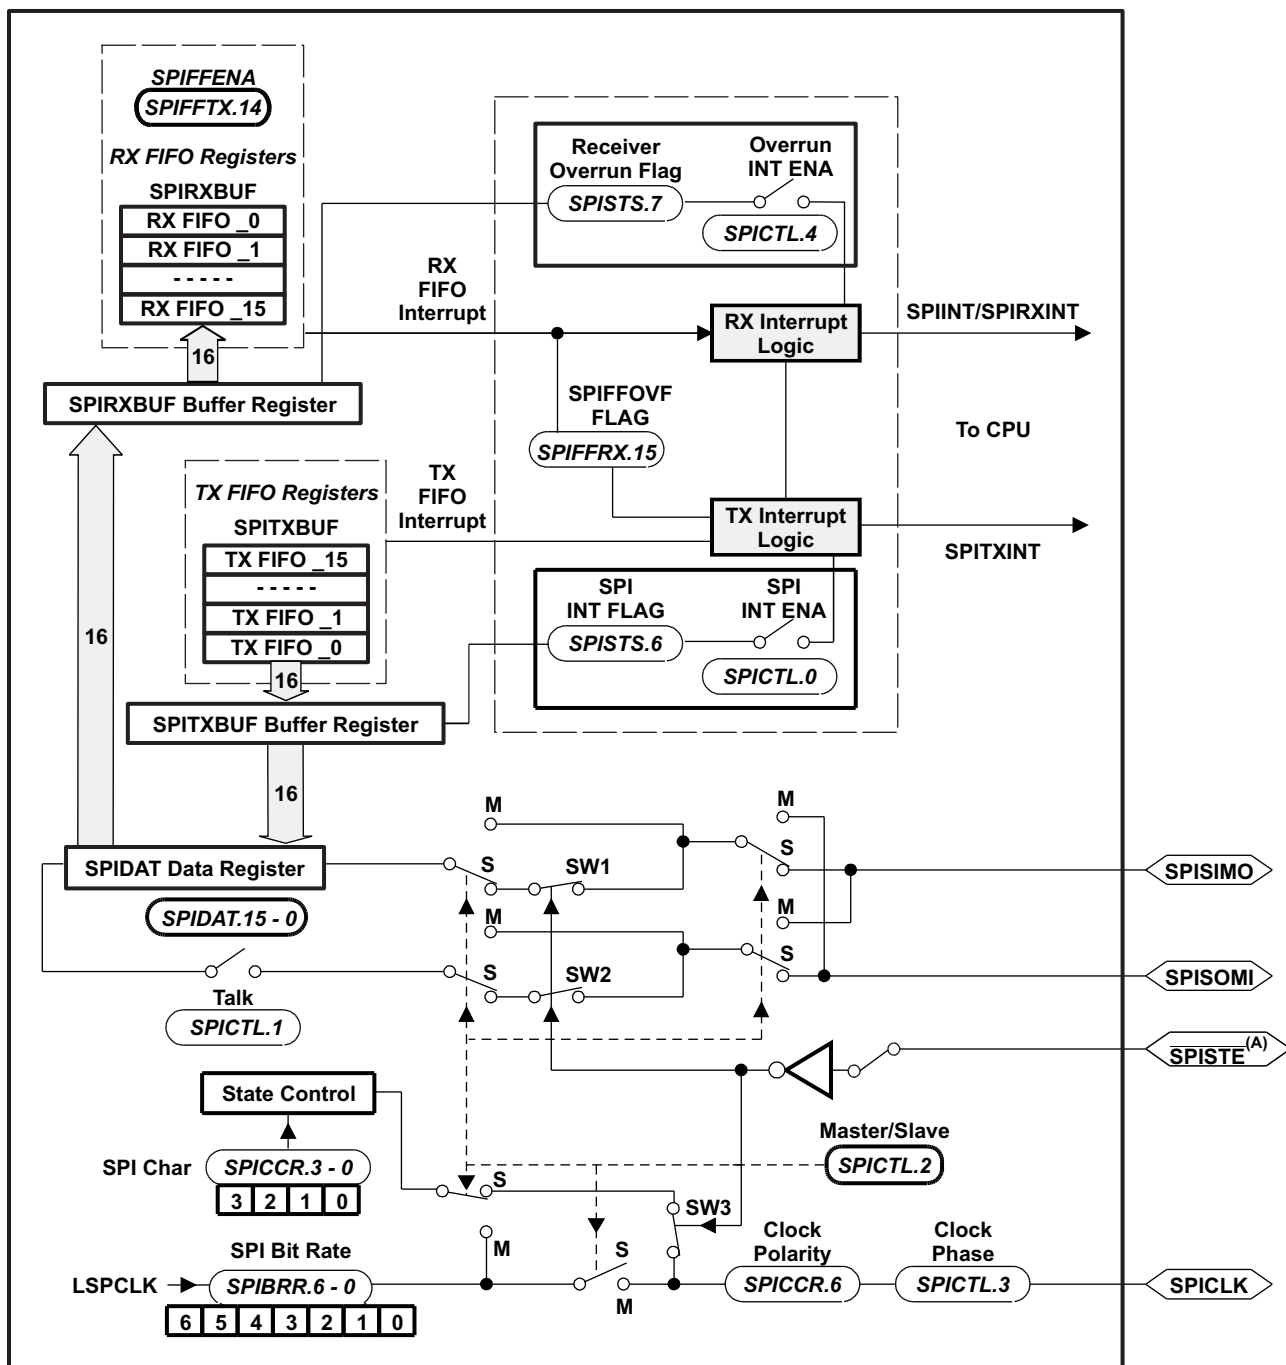 SPIFFENA
SPIFFTX.14
RX FIFO Registers
SPIRXBUF
RX FIFO _0
RX FIFO _1
- - - - -
RX FIFO _15
16
SPIRXBUF Buffer Register
Receiver
Overrun Flag
SPISTS.7
Overrun
INT ENA
SPICTL.4
RX
FIFO
Interrupt
RX Interrupt
Logic
SPIINT/SPIRXINT
SPIFFOVF
FLAG
SPIFFRX.15
To CPU
TX FIFO Registers
SPITXBUF
TX FIFO _15
- - - - -
TX FIFO _1
TX FIFO _0
16
TX
FIFO
Interrupt
TX Interrupt
Logic
SPITXINT
SPI
INT FLAG
SPISTS.6
SPI
INT ENA
SPICTL.0
16
SPITXBUF Buffer Register
16
SPIDAT Data Register
SPIDAT.15 - 0
M
S
SW1
M
S
SPISIMO
M
S
SW2
M
S
SPISOMI
Talk
SPICTL.1
SPISTE(A)
State Control
Master/Slave
SPICTL.2
SPI Char
SPICCR.3 - 0
3 2 1 0
S
SW3
M
SPI Bit Rate
LSPCLK
SPIBRR.6 - 0
6 5 4 3 2 1 0
S
M
Clock
Polarity
SPICCR.6
Clock
Phase
SPICTL.3
SPICLK